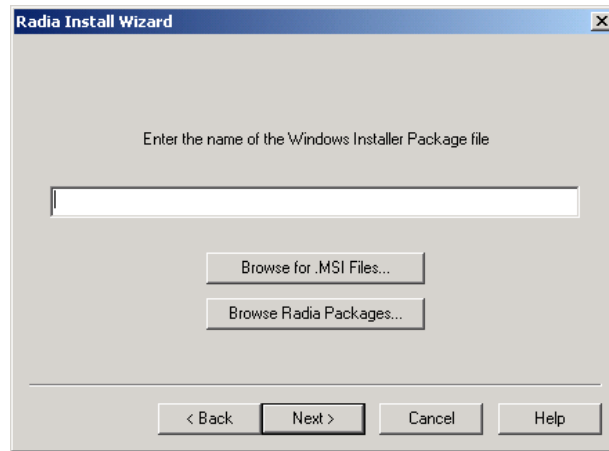 Radia Install Wizard
Enter the name of the Windows Installer Package file
Browse for .MSI Files...
Browse Radia Packages...
< Back Next > Cancel Help